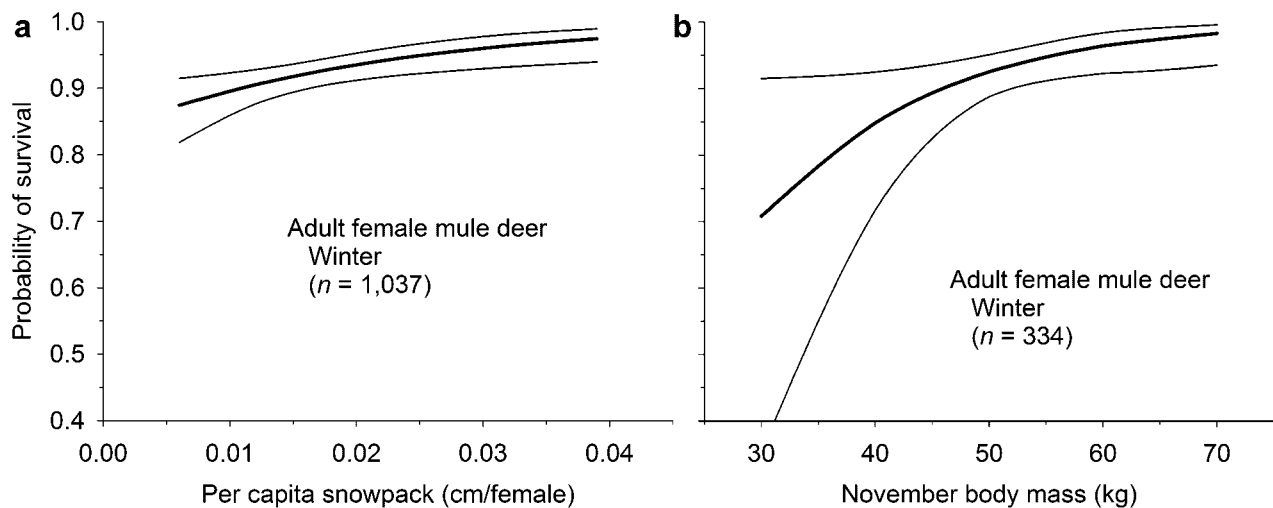 a
1.0
0.9
0.8
0.7
0.6
0.5
0.4
Probability of survival
Adult female mule deer
Winter
(n = 1,037)
0.00 0.01 0.02 0.03 0.04
Per capita snowpack (cm/female)
b
Adult female mule deer
Winter
(n = 334)
30 40 50 60 70
November body mass (kg)